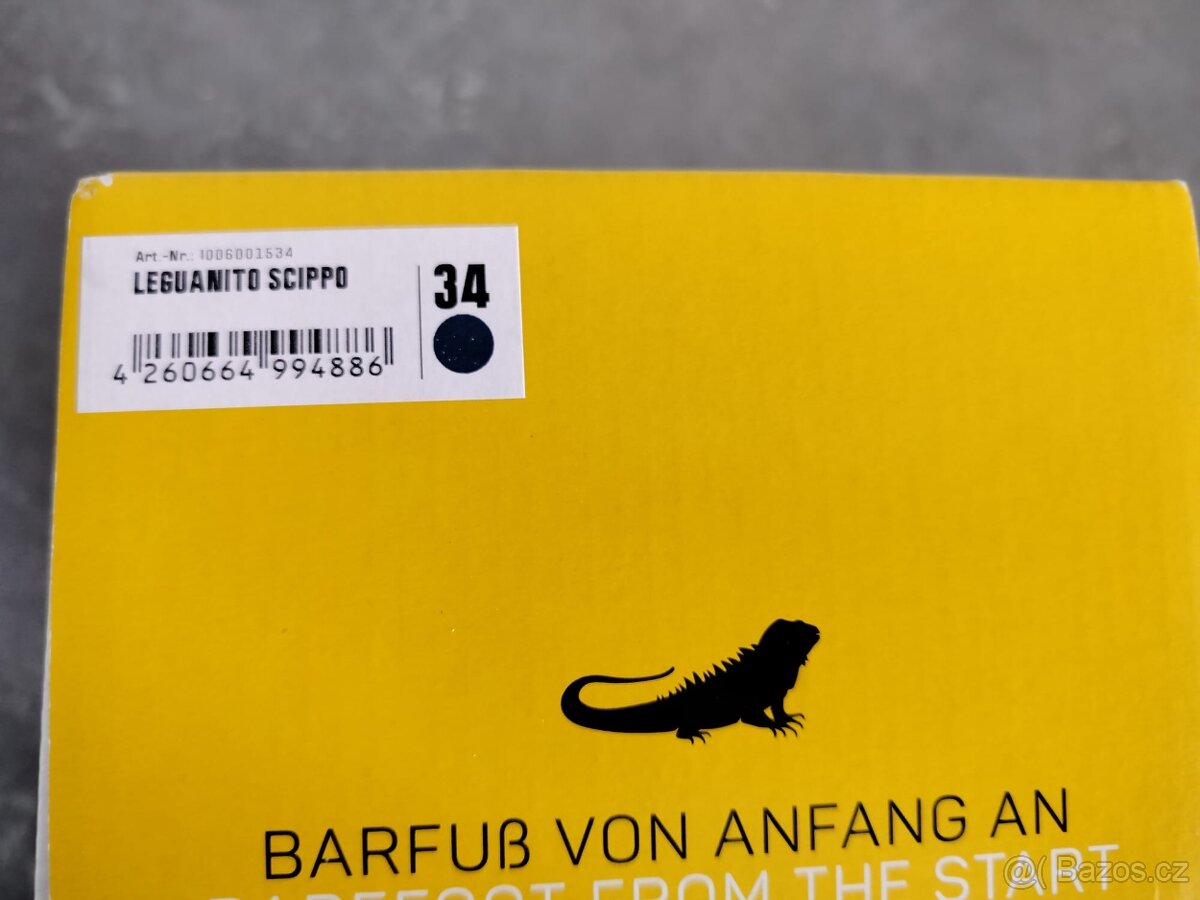 Art.-Nr.: 1006001534
LEGUANITO SCIPPO
34
4 260664 994886
BARFUß VON ANFANG AN
BAREFOOT FROM THE START
@( Bazos.cz